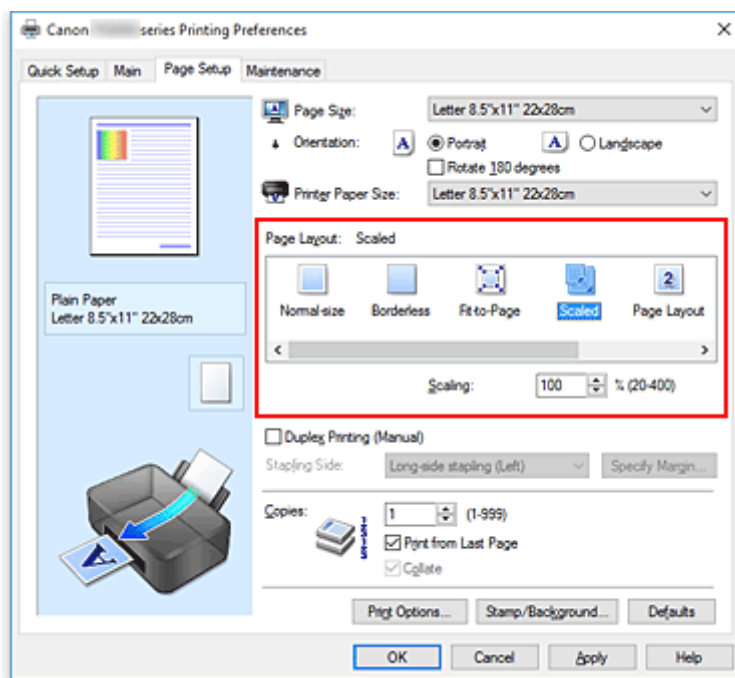 Canon series Printing Preferences
Quick Setup Main Page Setup Maintenance
Page Size: Letter 8.5"x11" 22x28cm
Orientation: A Portrait A Landscape
Rotate 180 degrees
Printer Paper Size: Letter 8.5"x11" 22x28cm
Page Layout: Scaled
Normal-size Borderless Fit-to-Page Scaled Page Layout
Scaling: 100 % (20-400)
Plain Paper
Letter 8.5"x11" 22x28cm
Duplex Printing (Manual)
Stapling Side: Long-side stapling (Left) Specify Margin...
Copies: 1 (1-999)
Print from Last Page
Collate
Print Options... Stamp/Background... Defaults
OK Cancel Apply Help